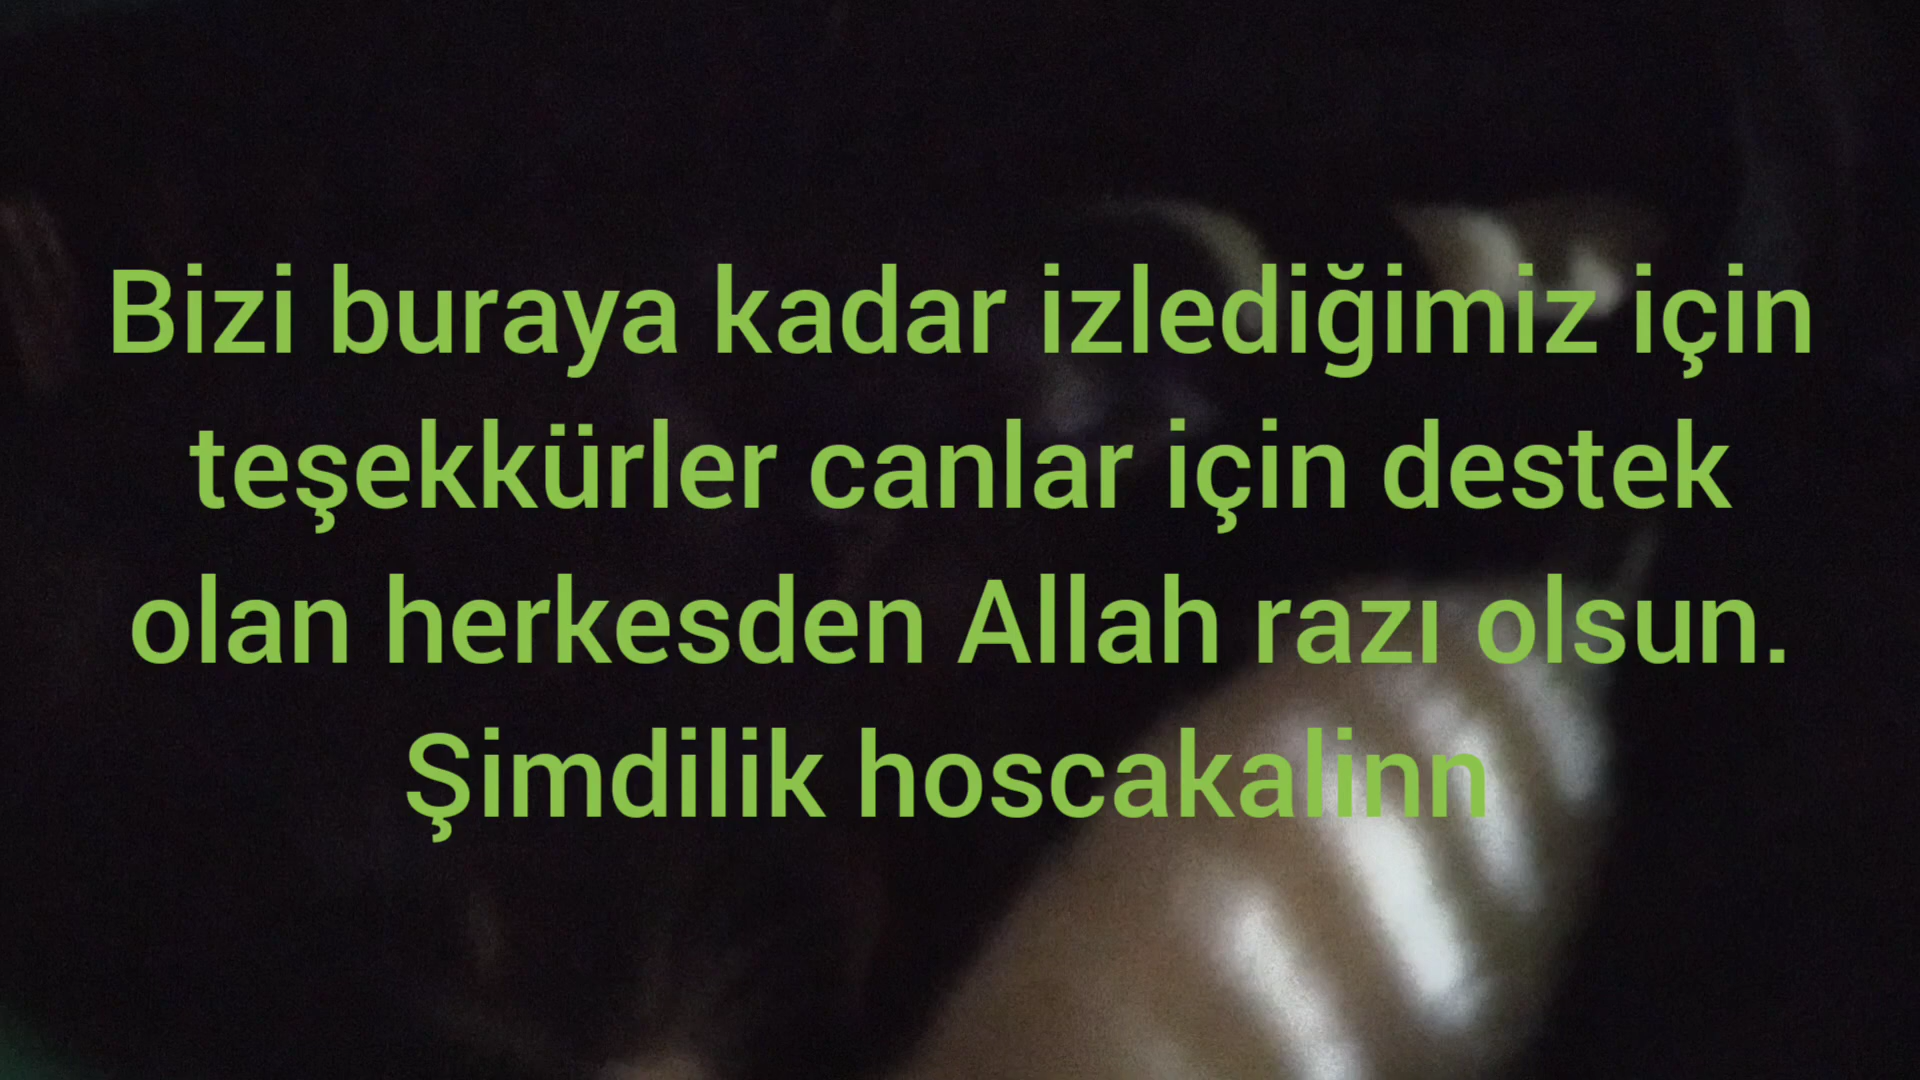 Bizi buraya kadar izlediğimiz için
teşekkürler canlar için destek
olan herkesden Allah razı olsun.
Şimdilik hoscakalinn